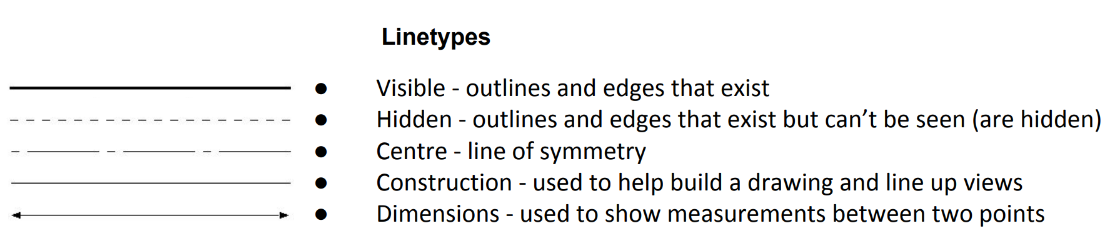 Linetypes
● Visible - outlines and edges that exist
● Hidden - outlines and edges that exist but can’t be seen (are hidden)
● Centre - line of symmetry
● Construction - used to help build a drawing and line up views
● Dimensions - used to show measurements between two points